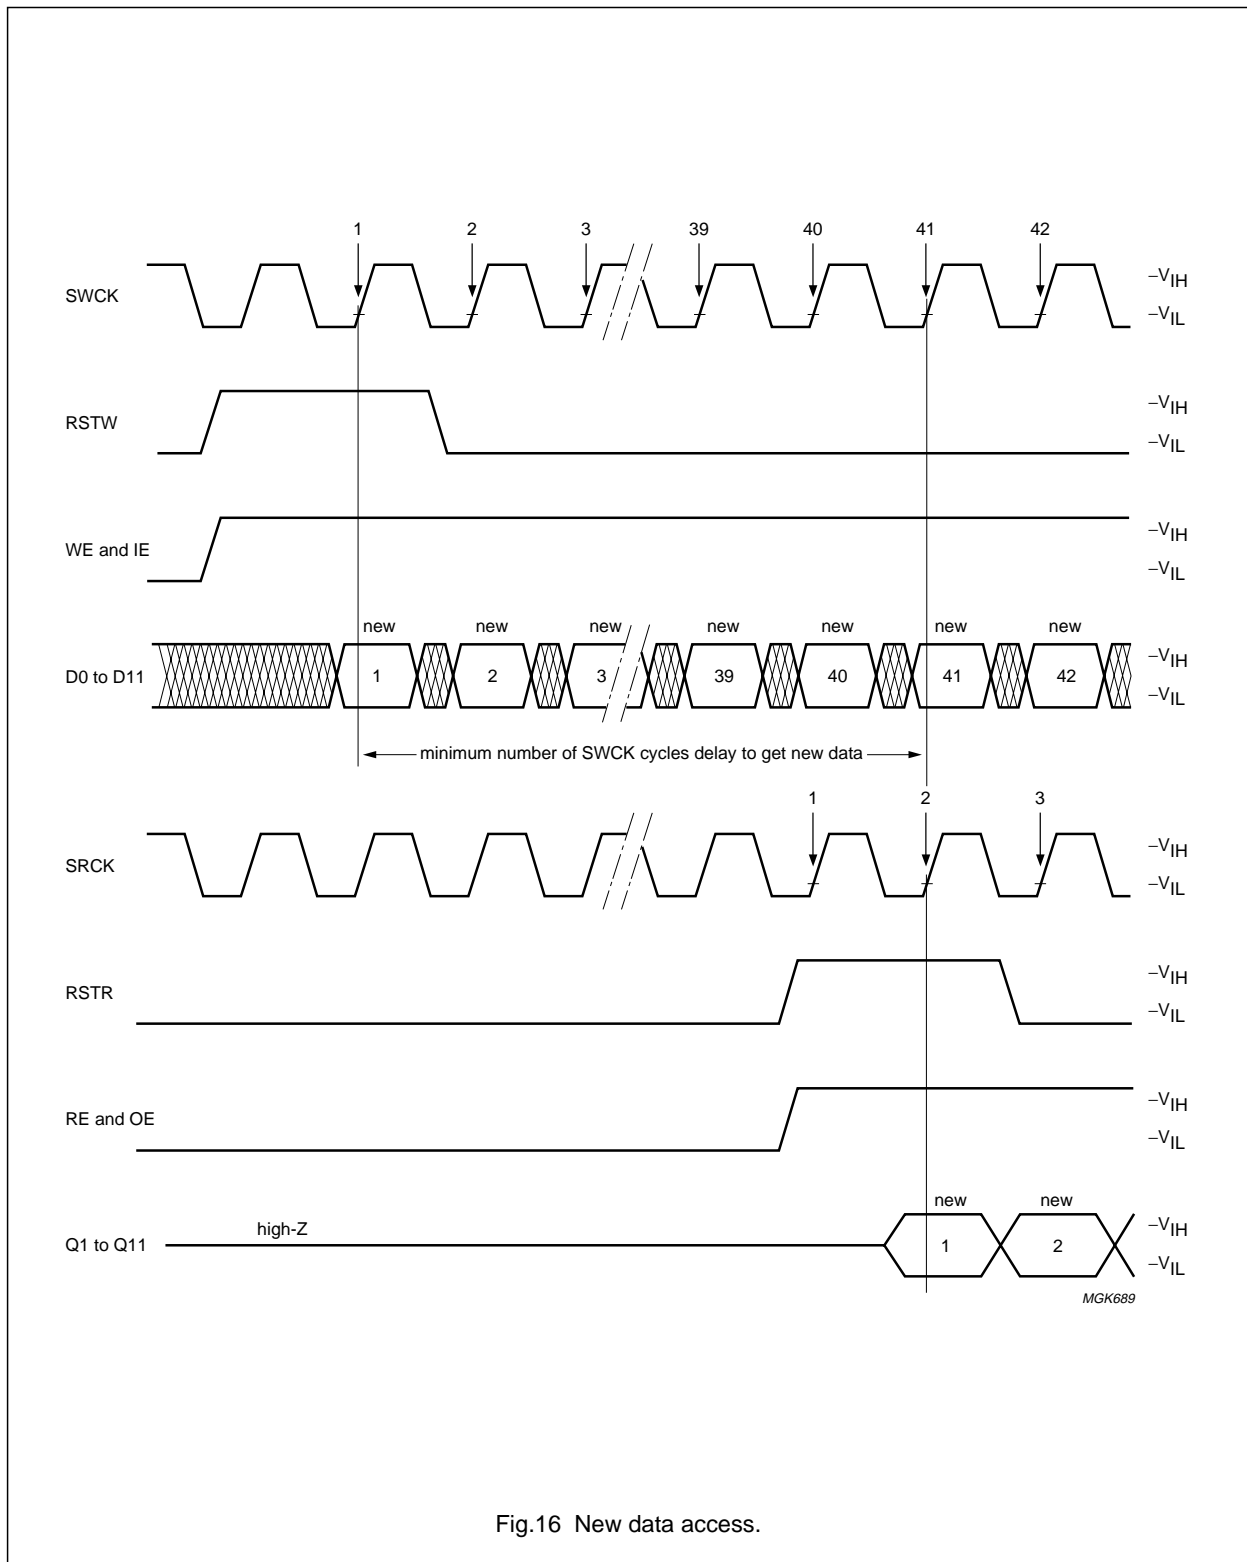 1 2 3 39 40 41 42
SWCK
–VIH
–VIL
RSTW
–VIH
–VIL
WE and IE
–VIH
–VIL
new new new new new new new
D0 to D11
1 2 3 39 40 41 42
–VIH
–VIL
minimum number of SWCK cycles delay to get new data
1 2 3
SRCK
–VIH
–VIL
RSTR
–VIH
–VIL
RE and OE
–VIH
–VIL
new new
Q1 to Q11
high-Z
1 2
–VIH
–VIL
MGK689
Fig.16 New data access.